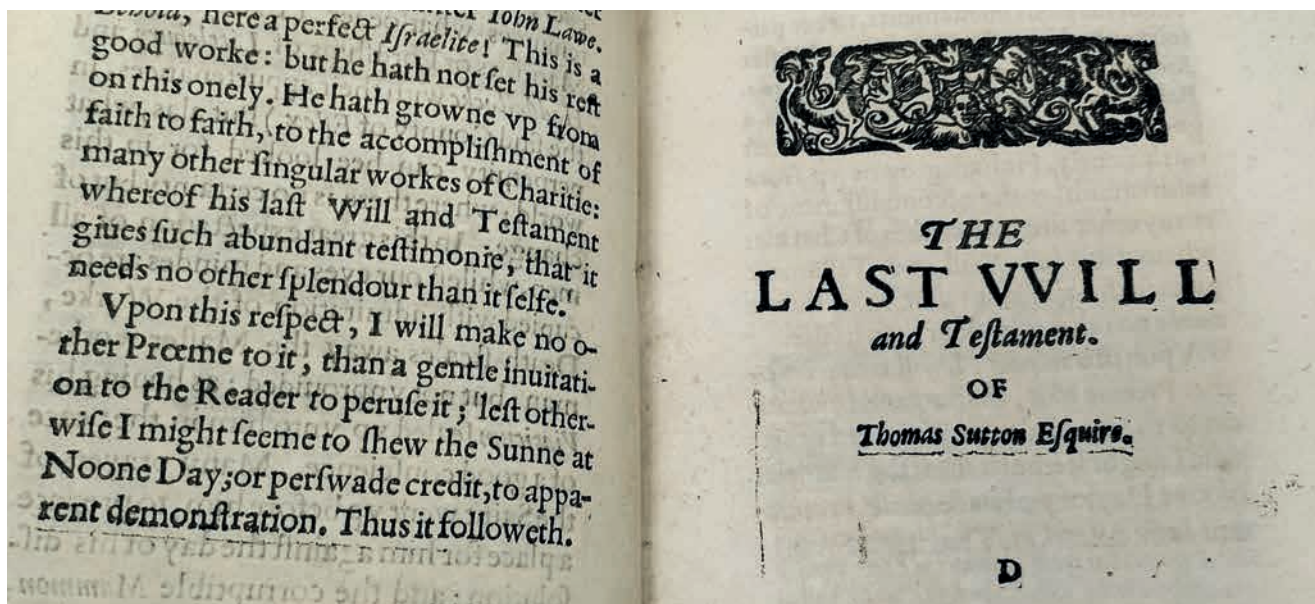 Iohn Lawe.
Behold, here a perfect Iſraelite! This is a
good worke: but he hath not ſet his reſt
on this onely. He hath growne vp from
faith to faith, to the accompliſhment of
many other ſingular workes of Charitie:
whereof his laſt Will and Teſtament
giues ſuch abundant teſtimonie, that it
needs no other ſplendour than it ſelfe.
Vpon this reſpect, I will make no o-
ther Prœme to it, than a gentle inuitati-
on to the Reader to peruſe it; leſt other-
wiſe I might ſeeme to ſhew the Sunne at
Noone Day; or perſwade credit, to appa-
rent demonſtration. Thus it followeth.
THE
LAST VVILL
and Teſtament.
OF
Thomas Sutton Eſquire.
D